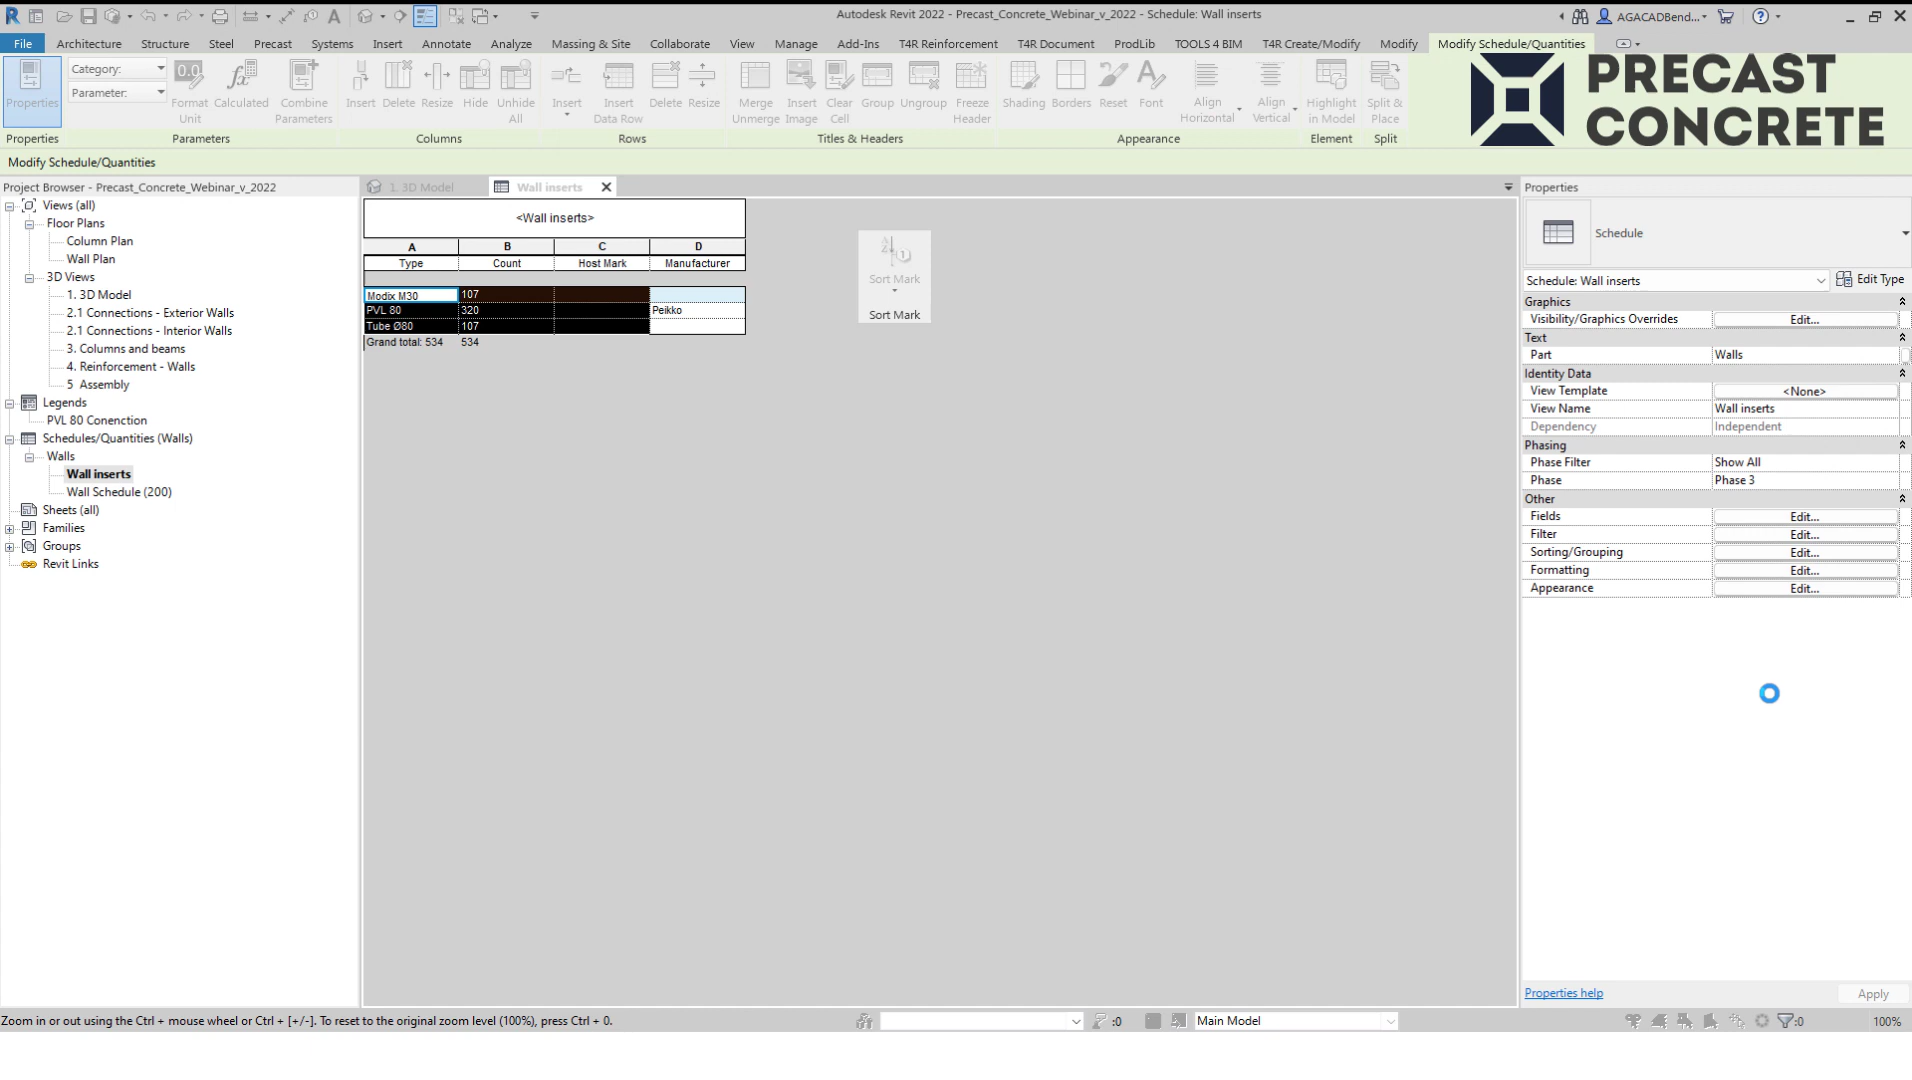 Autodesk Revit 2022 - Precast_Concrete_Webinar_v_2022 - Schedule: Wall inserts
AGACADBend...
File Architecture Structure Steel Precast Systems Insert Annotate Analyze Massing & Site Collaborate View Manage Add-Ins T4R Reinforcement T4R Document ProdLib TOOLS 4 BIM T4R Create/Modify Modify Modify Schedule/Quantities
PRECAST
CONCRETE
Category:
Parameter:
Properties
Format Unit
Calculated
Combine Parameters
Insert Delete Resize Hide Unhide All
Insert
Insert Data Row
Delete Resize
Merge Unmerge
Insert Image
Clear Cell
Group Ungroup
Freeze Header
Shading Borders Reset Font
Align Horizontal
Align Vertical
Highlight in Model
Split & Place
Properties Parameters Columns Rows Titles & Headers Appearance Element Split
Modify Schedule/Quantities
Project Browser - Precast_Concrete_Webinar_v_2022
Views (all)
Floor Plans
Column Plan
Wall Plan
3D Views
1. 3D Model
2.1 Connections - Exterior Walls
2.1 Connections - Interior Walls
3. Columns and beams
4. Reinforcement - Walls
5 Assembly
Legends
PVL 80 Conenction
Schedules/Quantities (Walls)
Walls
Wall inserts
Wall Schedule (200)
Sheets (all)
Families
Groups
Revit Links
1. 3D Model
Wall inserts
<Wall inserts>
A B C D
Type Count Host Mark Manufacturer
Modix M30 107
PVL 80 320 Peikko
Tube Ø80 107
Grand total: 534 534
Sort Mark
Sort Mark
Properties
Schedule
Schedule: Wall inserts
Edit Type
Graphics
Visibility/Graphics Overrides Edit...
Text
Part Walls
Identity Data
View Template <None>
View Name Wall inserts
Dependency Independent
Phasing
Phase Filter Show All
Phase Phase 3
Other
Fields Edit...
Filter Edit...
Sorting/Grouping Edit...
Formatting Edit...
Appearance Edit...
Properties help
Apply
Zoom in or out using the Ctrl + mouse wheel or Ctrl + [+/-]. To reset to the original zoom level (100%), press Ctrl + 0.
:0
Main Model
:0
100%